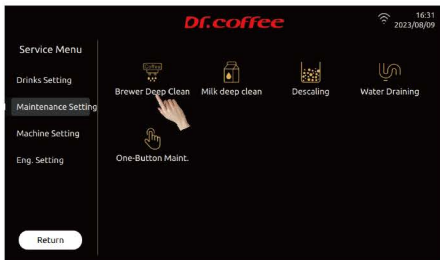 Dr.coffee
16:31
2023/08/09
Service Menu
Drinks Setting
Maintenance Setting
Machine Setting
Eng. Setting
Return
Brewer Deep Clean
Milk deep clean
Descaling
Water Draining
One-Button Maint.